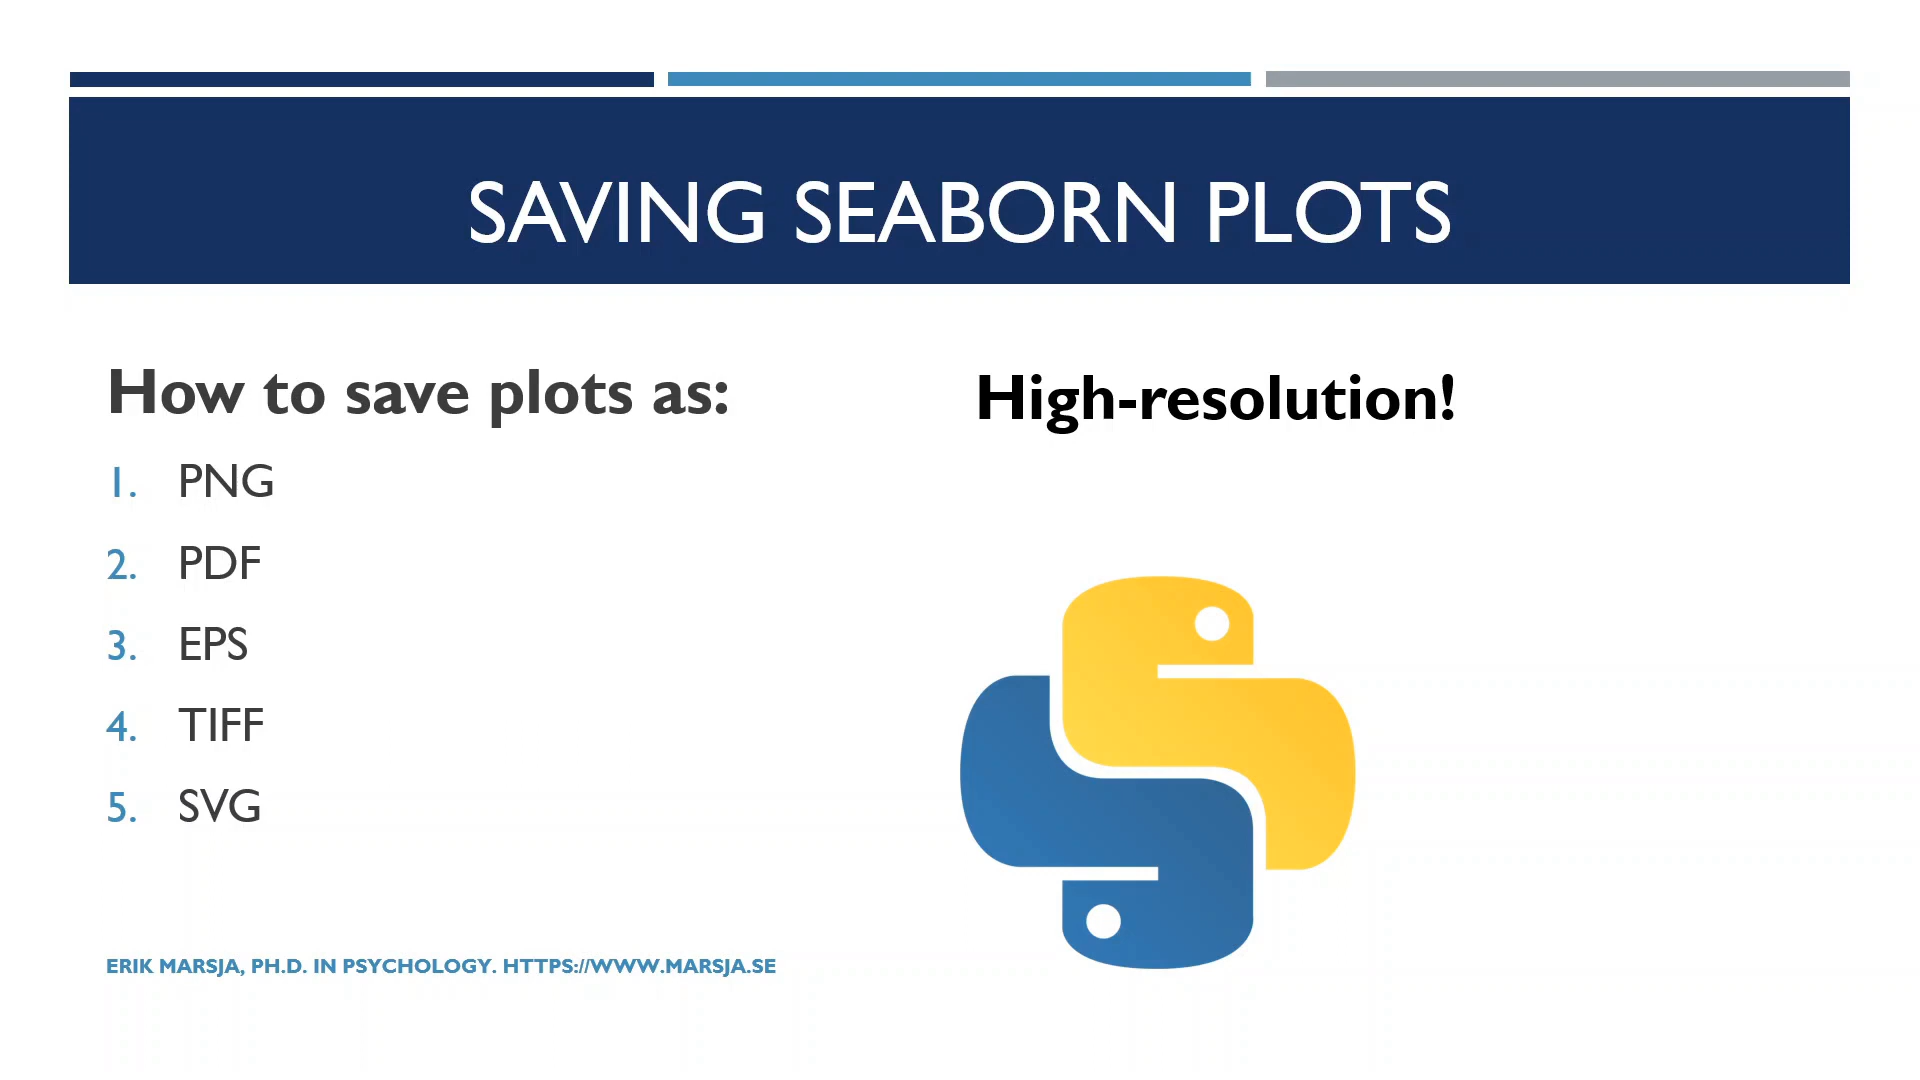 SAVING SEABORN PLOTS
How to save plots as:
1. PNG
2. PDF
3. EPS
4. TIFF
5. SVG
High-resolution!
ERIK MARSJA, PH.D. IN PSYCHOLOGY. HTTPS://WWW.MARSJA.SE